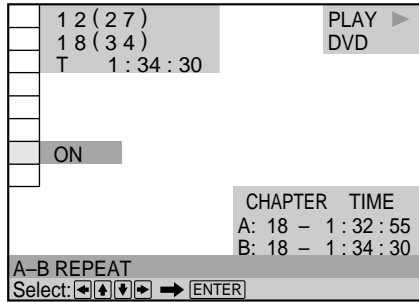 12(27)
18(34)
T 1:34:30
PLAY ►
DVD
ON
CHAPTER TIME
A: 18 – 1:32:55
B: 18 – 1:34:30
A–B REPEAT
Select: ←↑↓→ ➡ ENTER